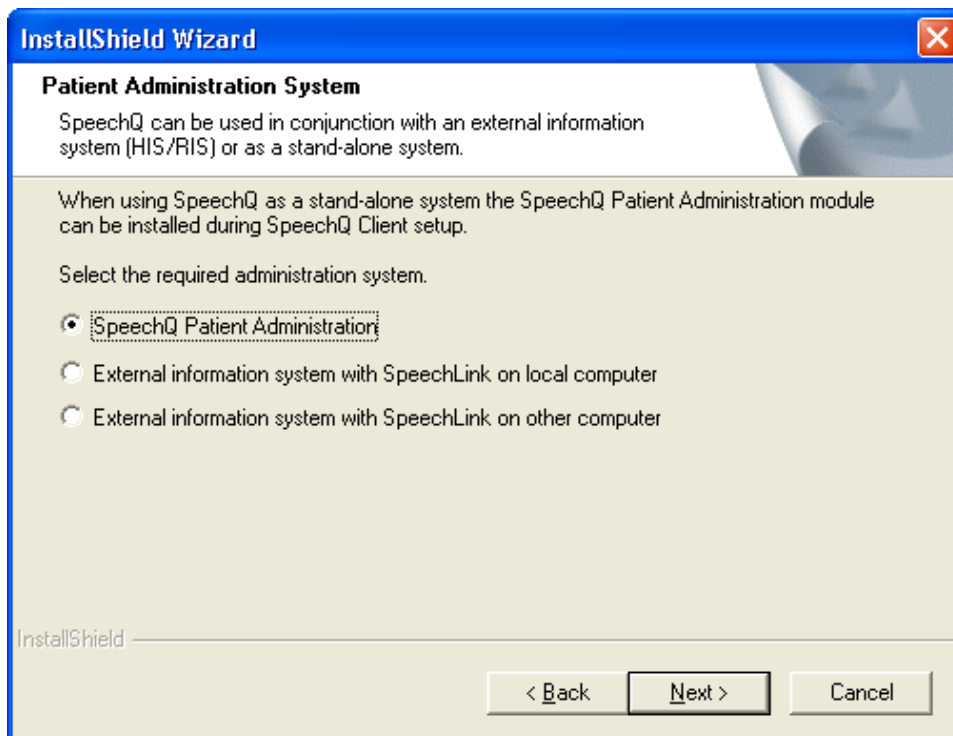 InstallShield Wizard
Patient Administration System
SpeechQ can be used in conjunction with an external information
system (HIS/RIS) or as a stand-alone system.
When using SpeechQ as a stand-alone system the SpeechQ Patient Administration module
can be installed during SpeechQ Client setup.
Select the required administration system.
SpeechQ Patient Administration
External information system with SpeechLink on local computer
External information system with SpeechLink on other computer
InstallShield
< Back Next > Cancel